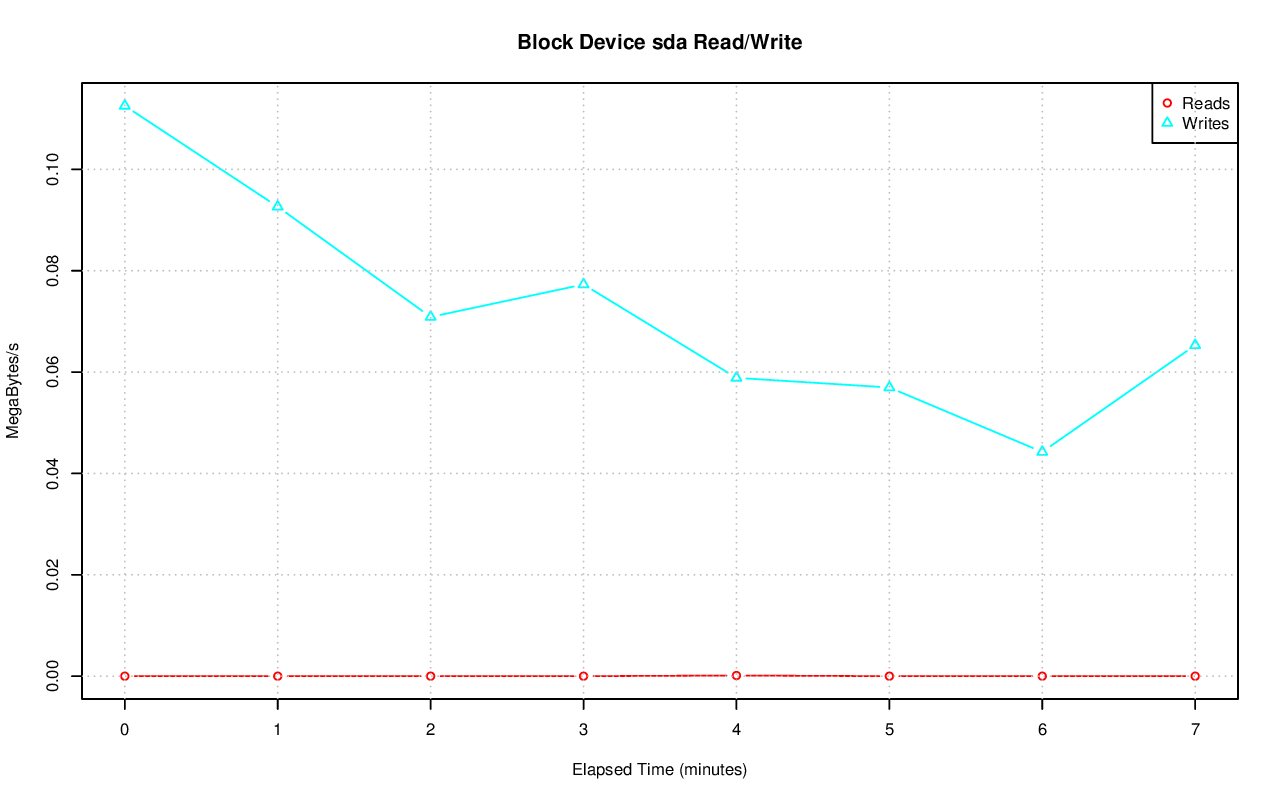 Block Device sda Read/Write
Reads
Writes
0.10
0.08
0.06
0.04
0.02
0.00
MegaBytes/s
0 1 2 3 4 5 6 7
Elapsed Time (minutes)